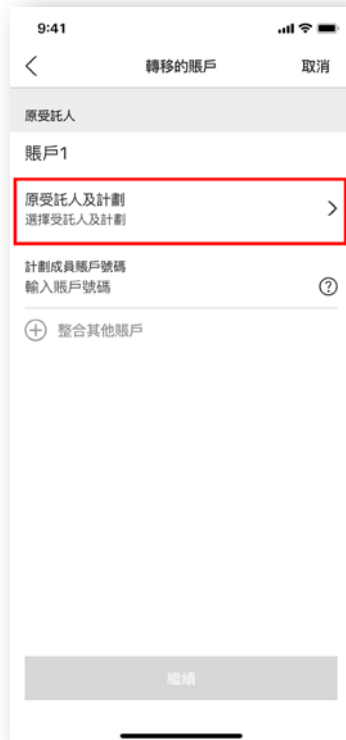 9:41
轉移的賬戶 取消
原受託人
賬戶1
原受託人及計劃
選擇受託人及計劃
計劃成員賬戶號碼
輸入賬戶號碼
整合其他賬戶
繼續